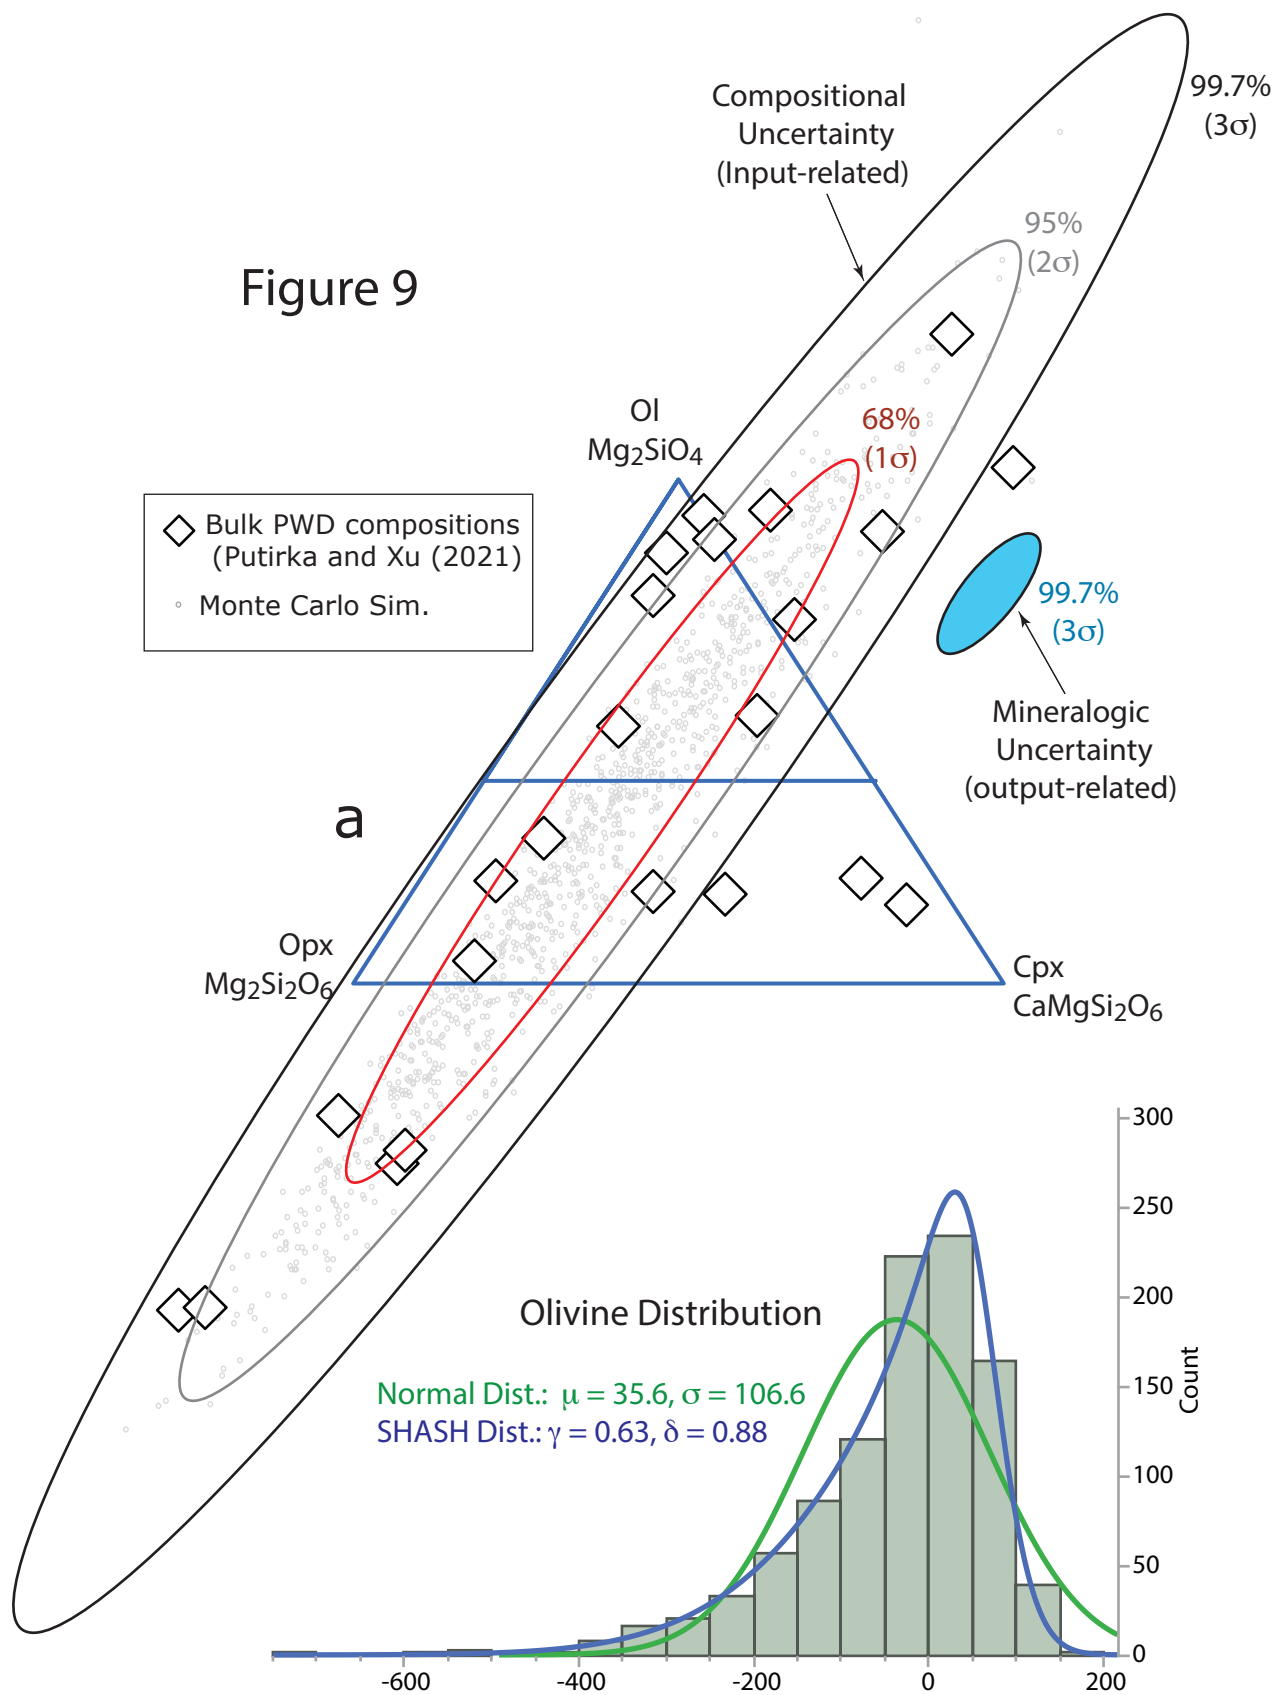 99.7%
(3σ)
Compositional
Uncertainty
(Input-related)
95%
(2σ)
Figure 9
Ol
Mg2SiO4
68%
(1σ)
Bulk PWD compositions
(Putirka and Xu (2021)
Monte Carlo Sim.
99.7%
(3σ)
Mineralogic
Uncertainty
(output-related)
a
Opx
Mg2Si2O6
Cpx
CaMgSi2O6
Olivine Distribution
Normal Dist.: μ = 35.6, σ = 106.6
SHASH Dist.: γ = 0.63, δ = 0.88
300
250
200
150
100
50
0
Count
-600 -400 -200 0 200